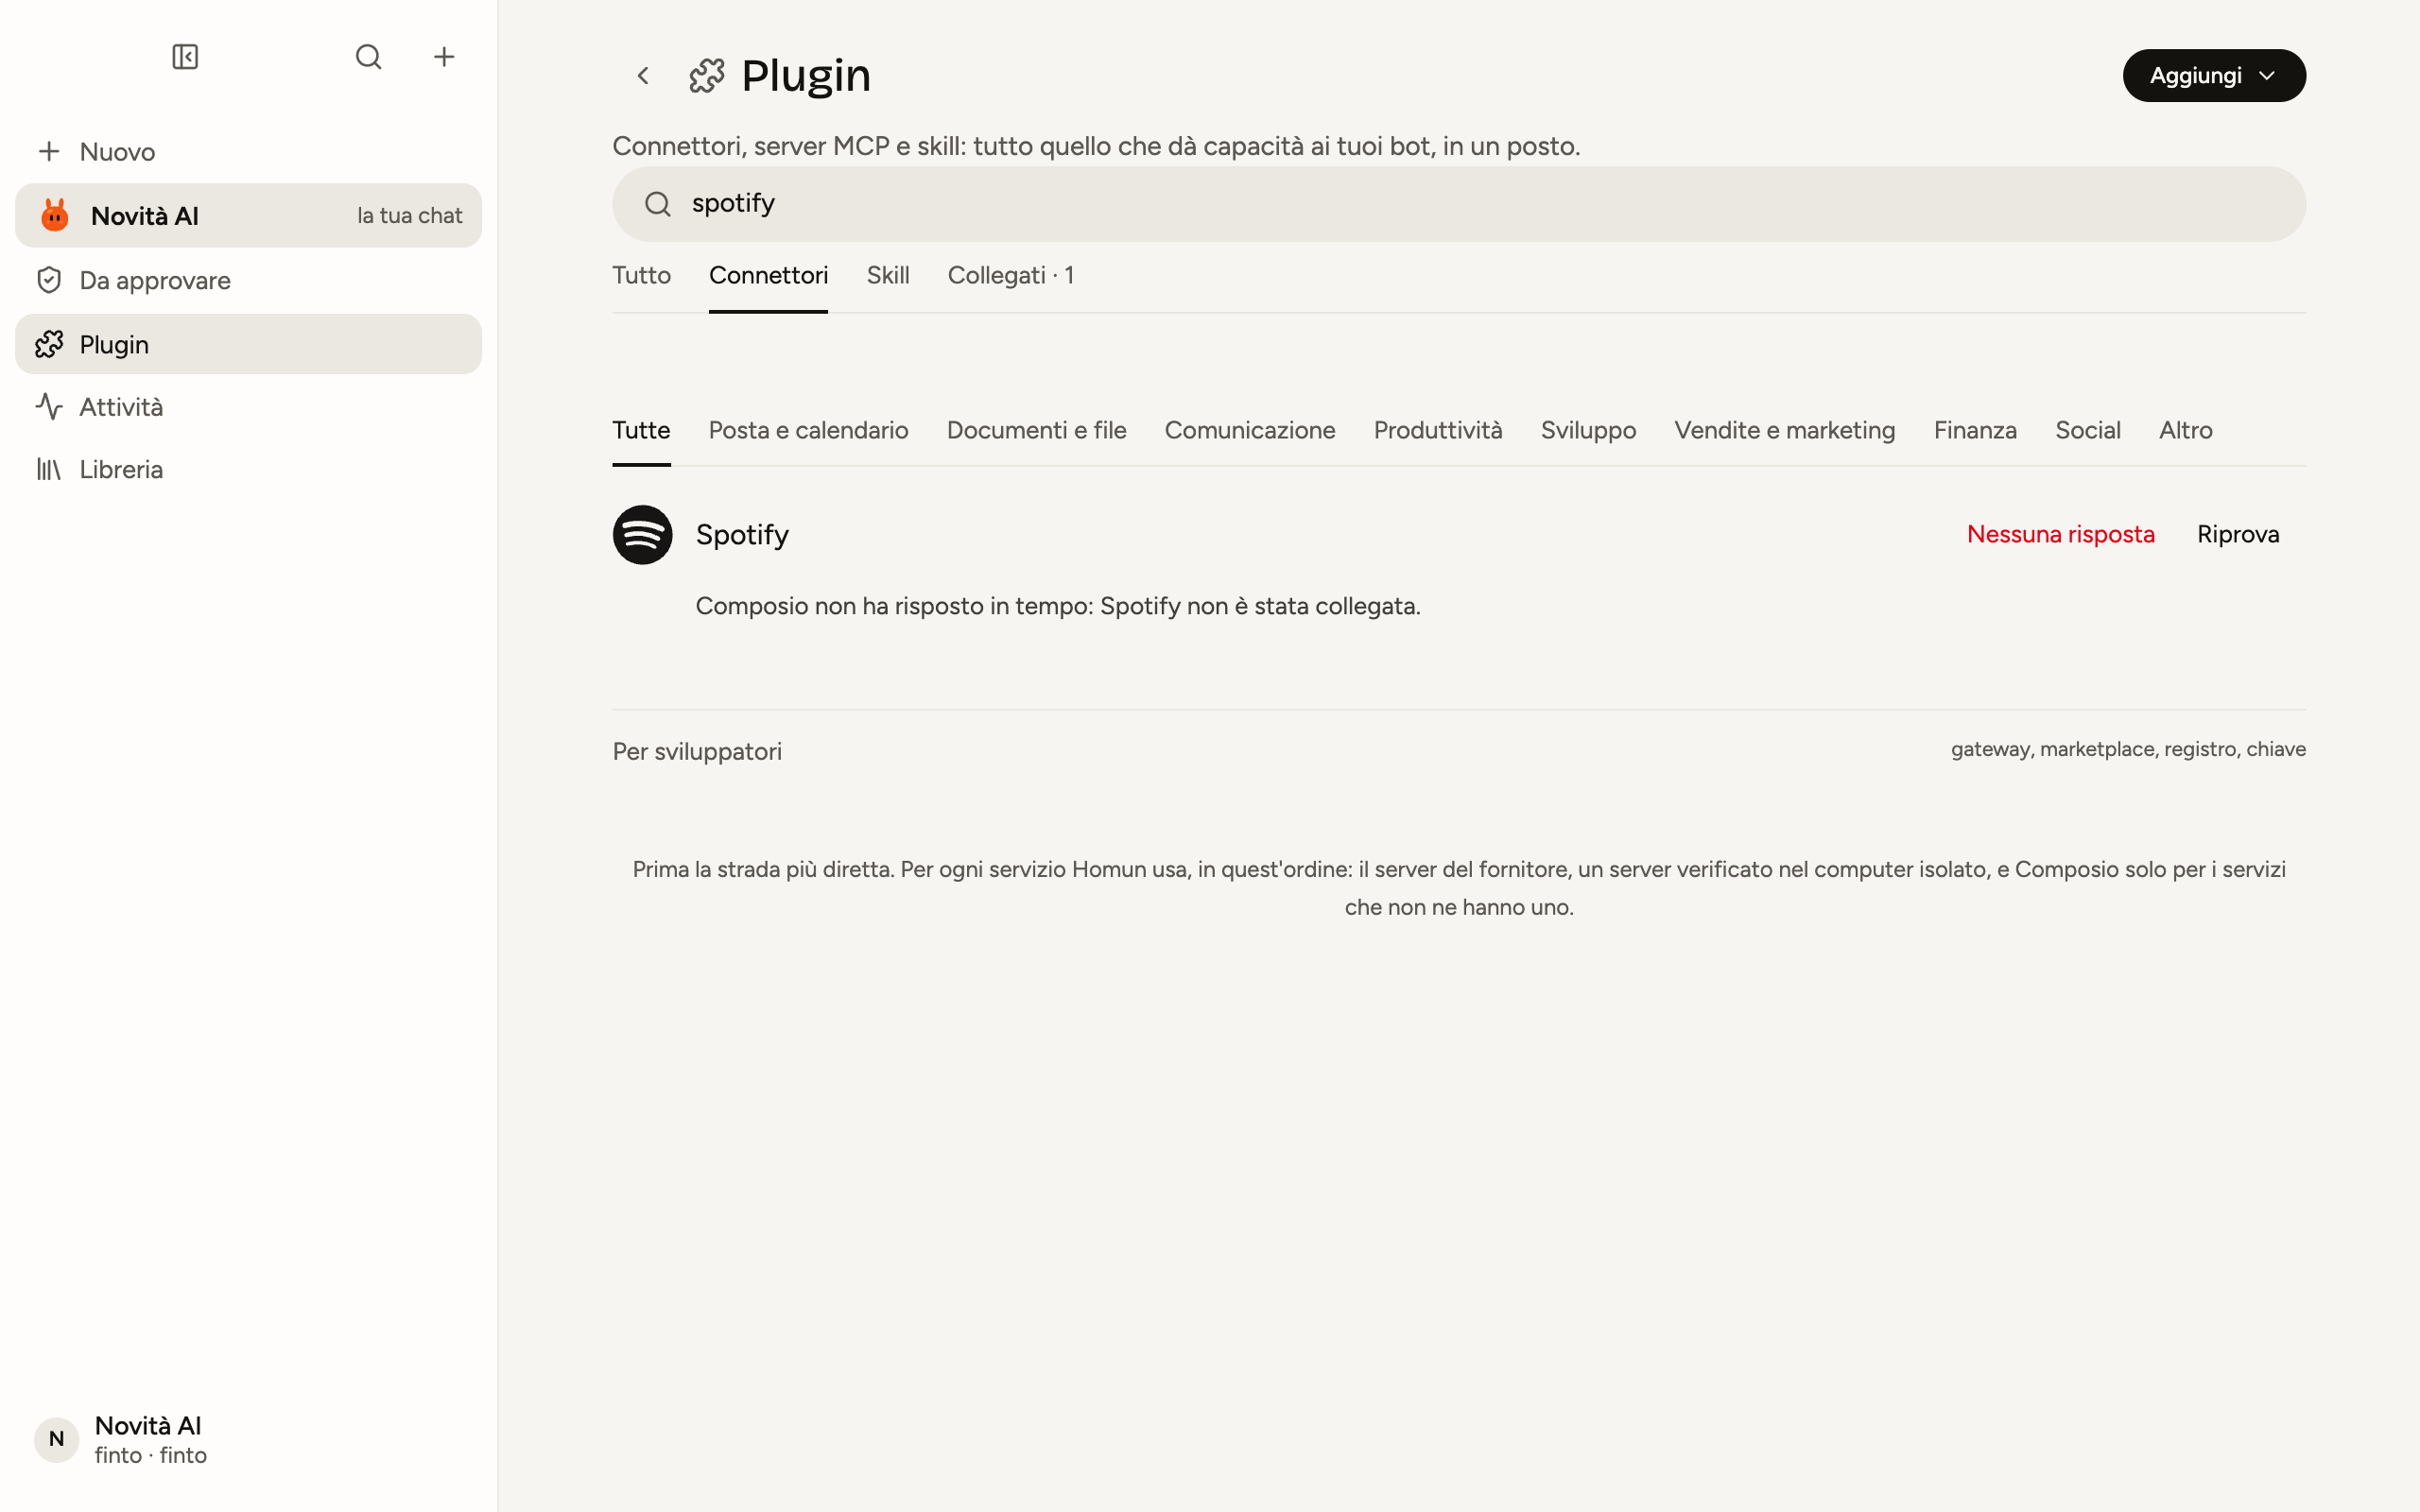 Plugin
Aggiungi
Connettori, server MCP e skill: tutto quello che dà capacità ai tuoi bot, in un posto.
spotify
Tutto Connettori Skill Collegati · 1
Nuovo
Novità AI la tua chat
Da approvare
Plugin
Attività
Libreria
Tutte Posta e calendario Documenti e file Comunicazione Produttività Sviluppo Vendite e marketing Finanza Social Altro
Spotify Nessuna risposta Riprova
Composio non ha risposto in tempo: Spotify non è stata collegata.
Per sviluppatori gateway, marketplace, registro, chiave
Prima la strada più diretta. Per ogni servizio Homun usa, in quest'ordine: il server del fornitore, un server verificato nel computer isolato, e Composio solo per i servizi
che non ne hanno uno.
N
Novità AI
finto · finto